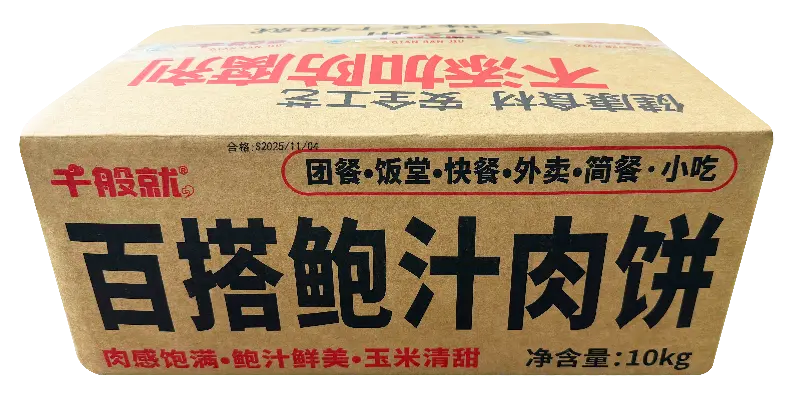 不添加防腐剂
健康食材 安全工艺
合格:S2025/11/04
千般就
团餐•饭堂•快餐•外卖•简餐·小吃
百搭鲍汁肉饼
肉感饱满•鲍汁鲜美•玉米清甜
净含量:10kg